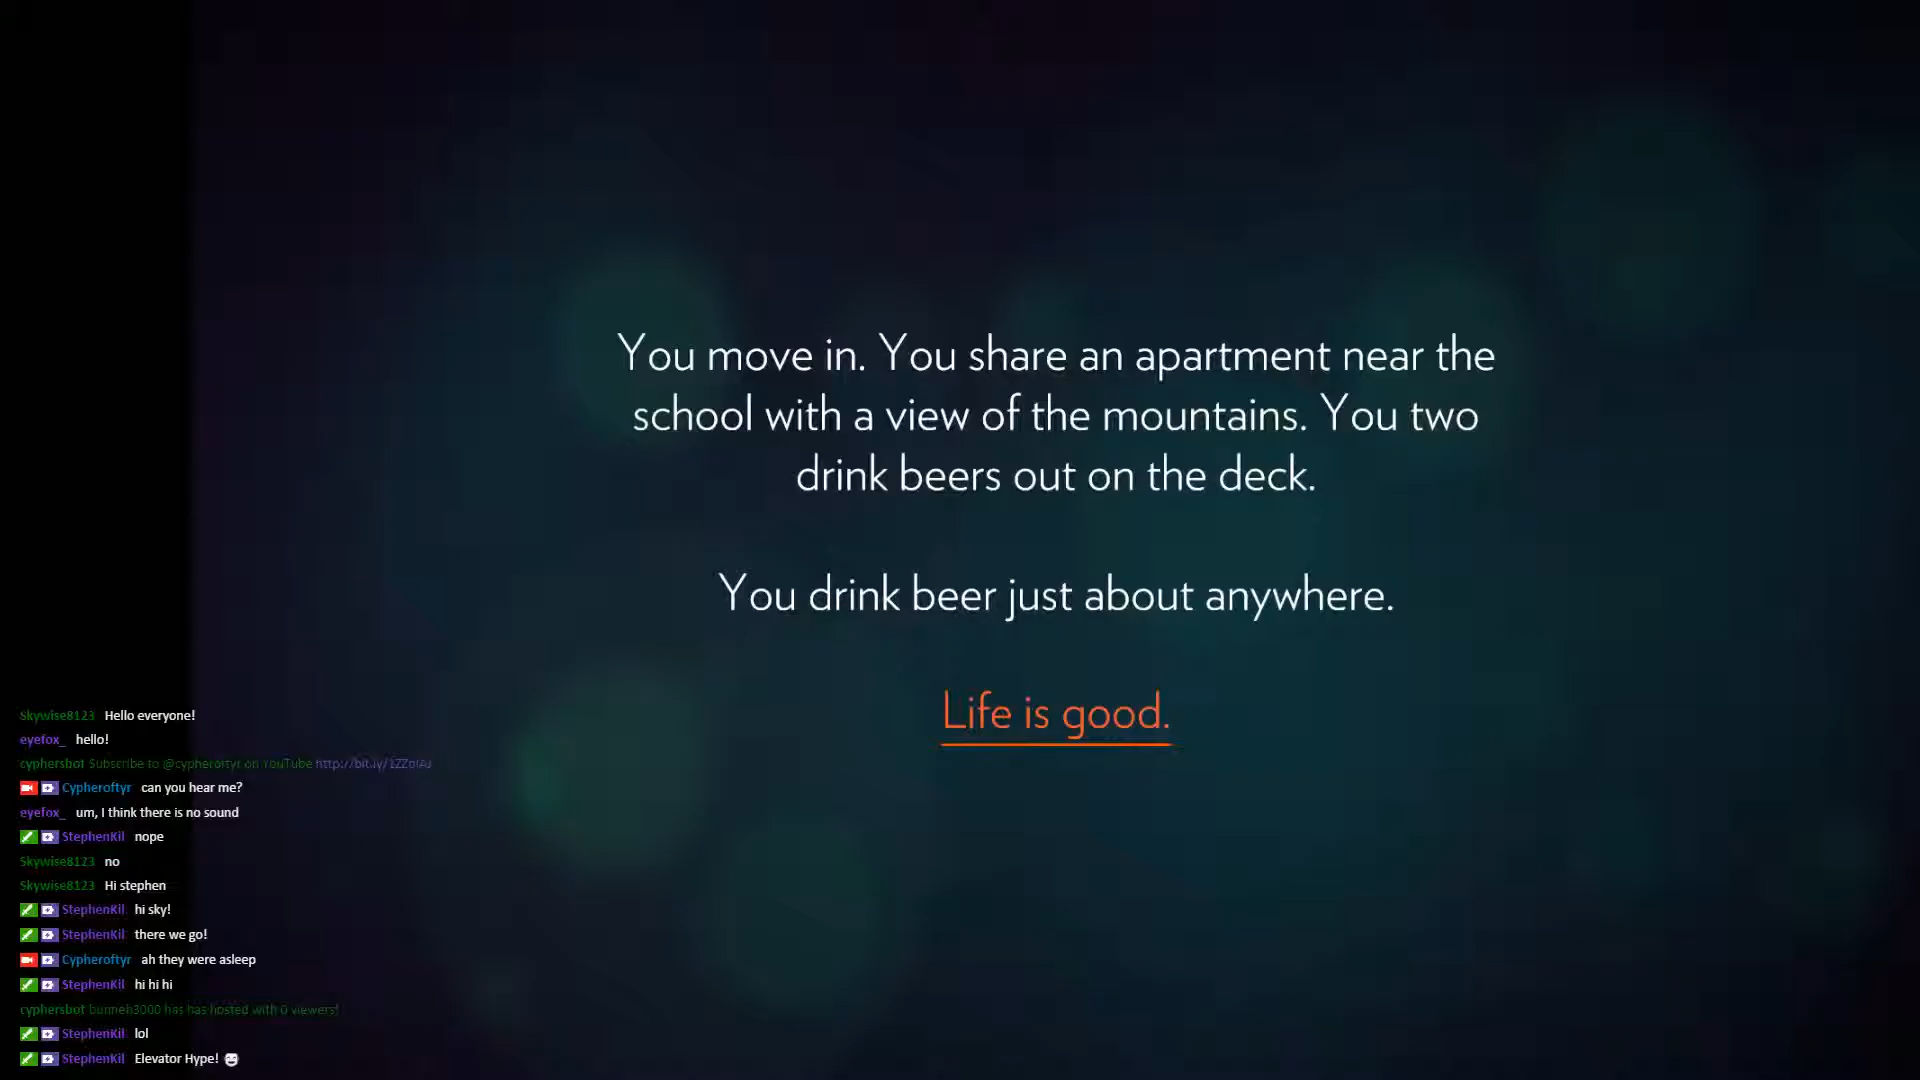 You move in. You share an apartment near the
school with a view of the mountains. You two
drink beers out on the deck.
You drink beer just about anywhere.
Life is good.
Skywise8123 Hello everyone!
eyefox_ hello!
cyphersbot Subscribe to @cypheroftyr on YouTube
Cypheroftyr can you hear me?
eyefox_ um, I think there is no sound
StephenKil nope
Skywise8123 no
Skywise8123 Hi stephen
StephenKil hi sky!
StephenKil there we go!
Cypheroftyr ah they were asleep
StephenKil hi hi hi
cyphersbot has has hosted with 0 viewers!
StephenKil lol
StephenKil Elevator Hype!